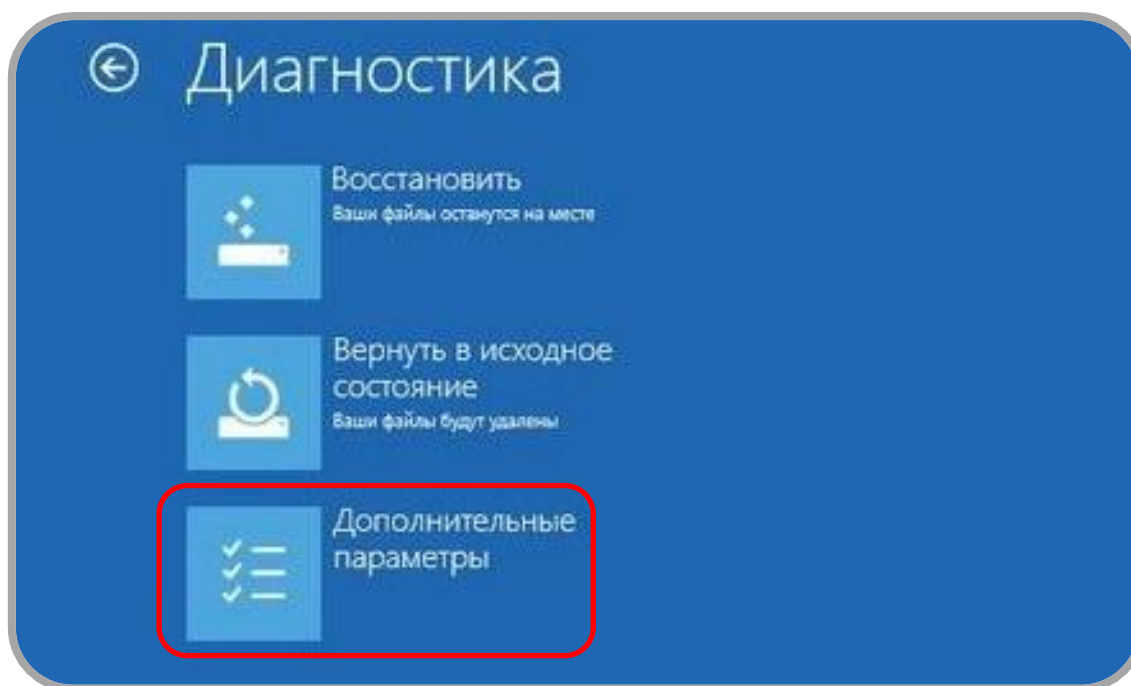 Диагностика
Восстановить
Ваши файлы останутся на месте
Вернуть в исходное
состояние
Ваши файлы будут удалены
Дополнительные
параметры